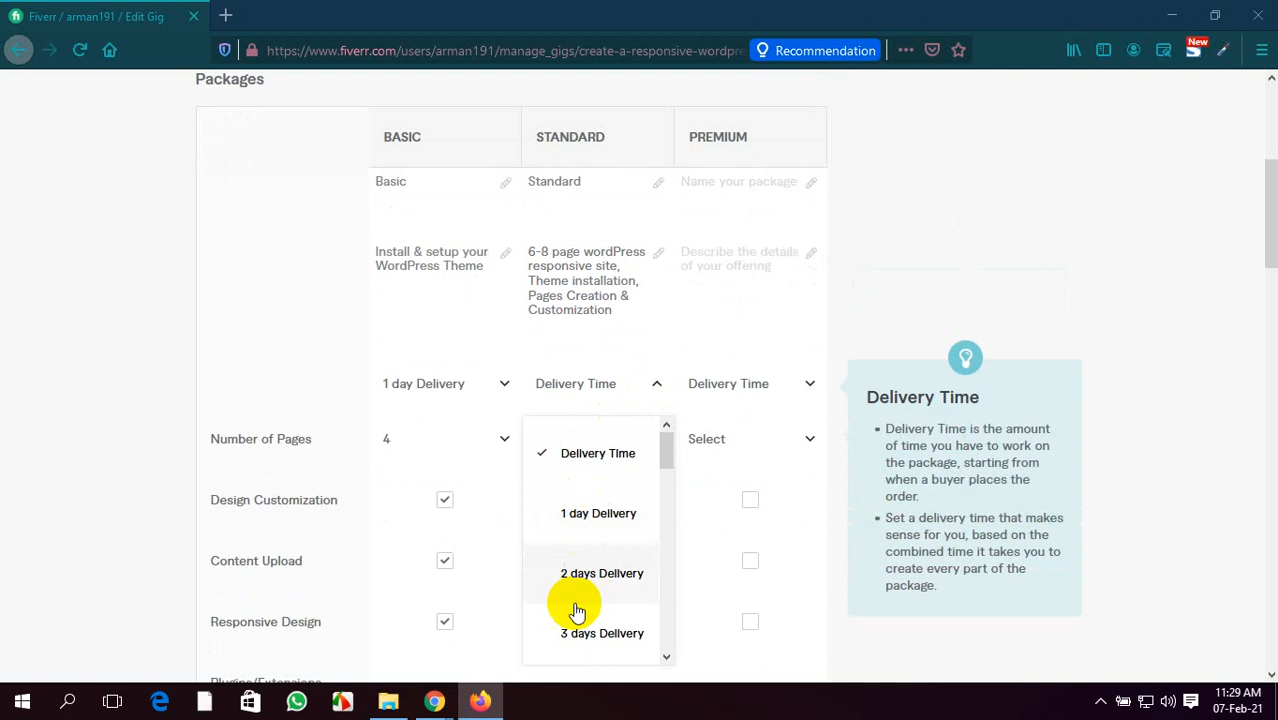 Fiverr / arman191 / Edit Gig
https://www.fiverr.com/users/arman191/manage_gigs/create-a-responsive-wordpr
Recommendation
New
Packages
BASIC STANDARD PREMIUM
Basic Standard Name your package
Install & setup your
WordPress Theme
6-8 page wordPress
responsive site,
Theme installation,
Pages Creation &
Customization
Describe the details
of your offering
1 day Delivery Delivery Time Delivery Time
Number of Pages 4 Select
Delivery Time
1 day Delivery
2 days Delivery
3 days Delivery
Design Customization
Content Upload
Responsive Design
Plugins/Extensions
Delivery Time
• Delivery Time is the amount
of time you have to work on
the package, starting from
when a buyer places the
order.
• Set a delivery time that makes
sense for you, based on the
combined time it takes you to
create every part of the
package.
11:29 AM
07-Feb-21